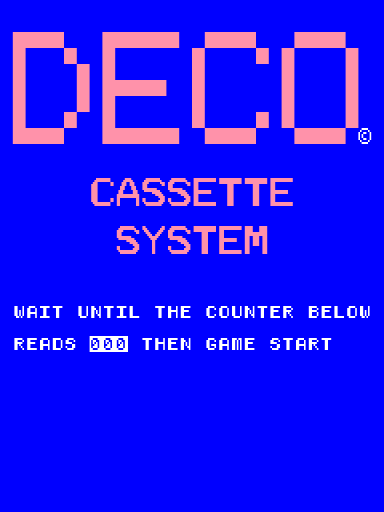 DECO©
CASSETTE
SYSTEM
WAIT UNTIL THE COUNTER BELOW
READS 000 THEN GAME START